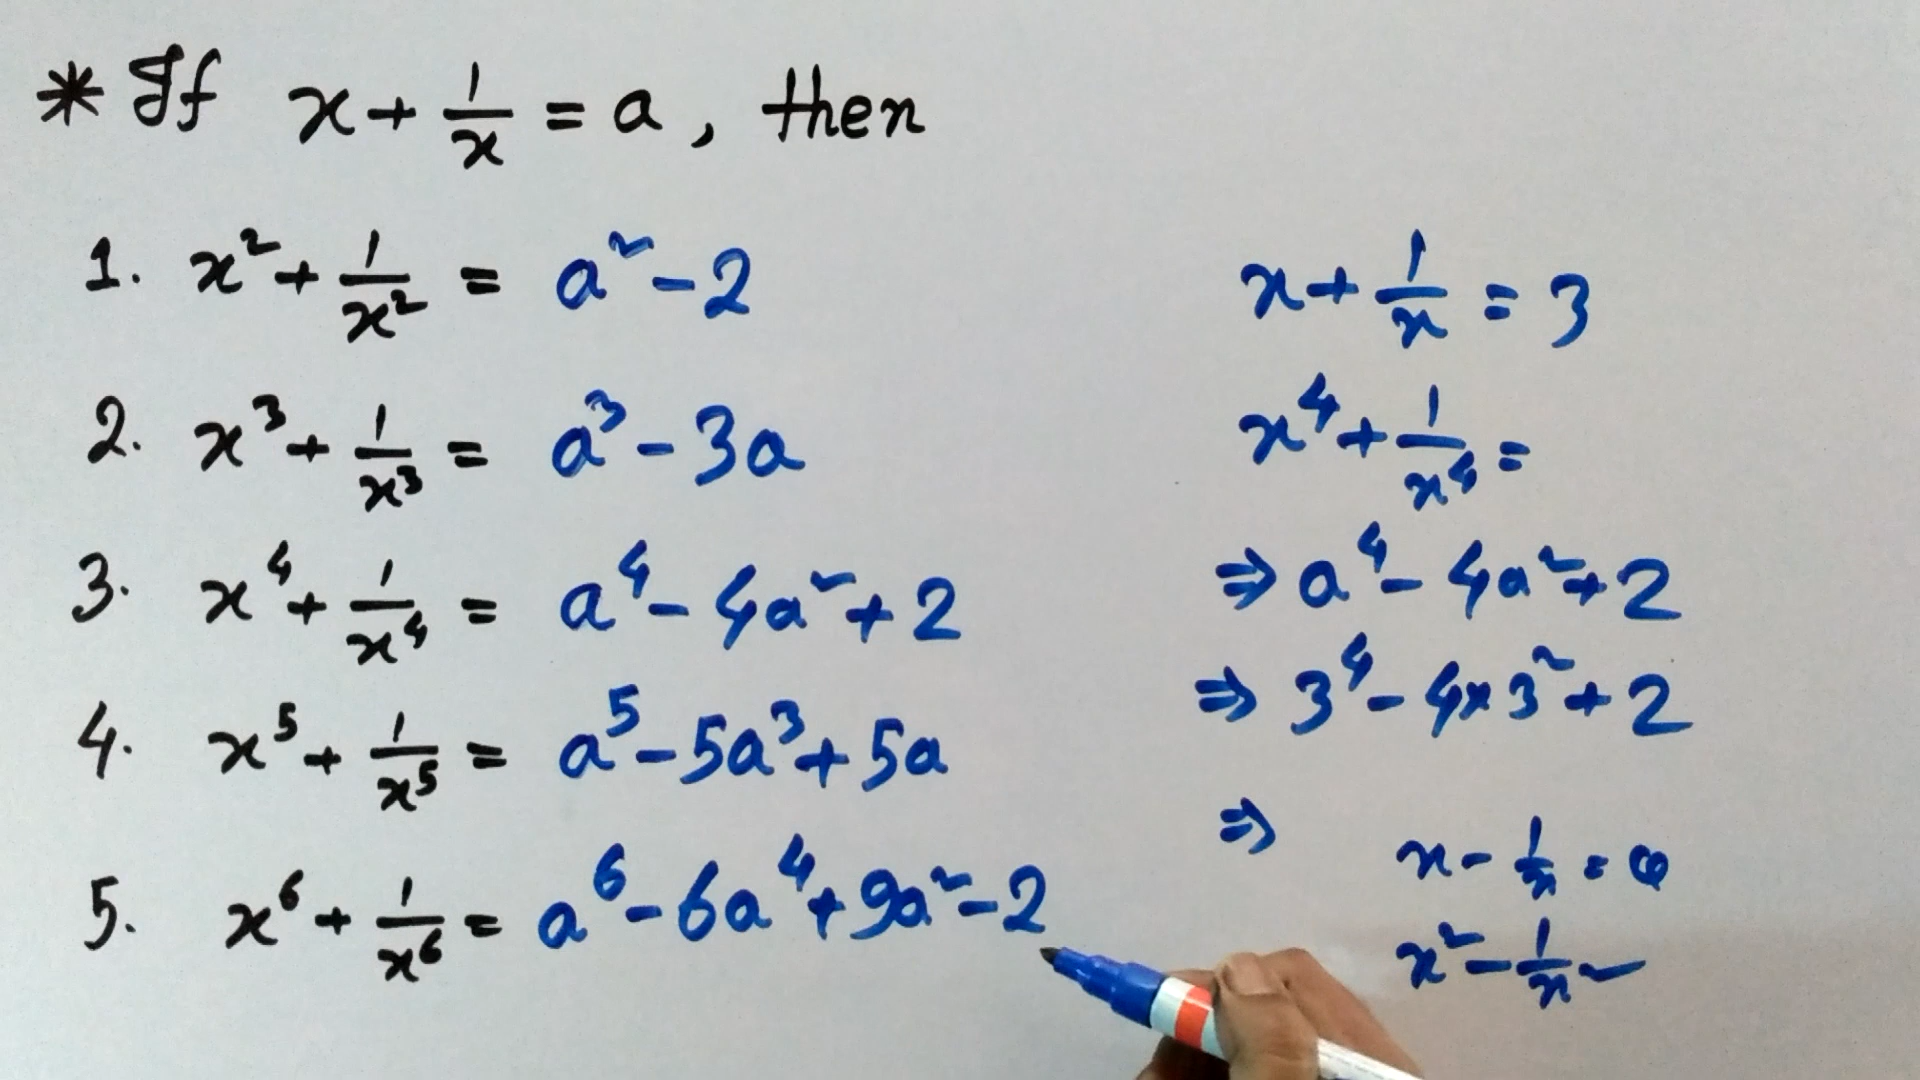 * If x + 1/x = a, then
1. x² + 1/x² = a² - 2
2. x³ + 1/x³ = a³ - 3a
3. x⁴ + 1/x⁴ = a⁴ - 4a² + 2
4. x⁵ + 1/x⁵ = a⁵ - 5a³ + 5a
5. x⁶ + 1/x⁶ = a⁶ - 6a⁴ + 9a² - 2
x + 1/x = 3
x⁴ + 1/x⁴ =
⇒ a⁴ - 4a² + 2
⇒ 3⁴ - 4×3² + 2
⇒
x - 1/x =
x² - 1/x²